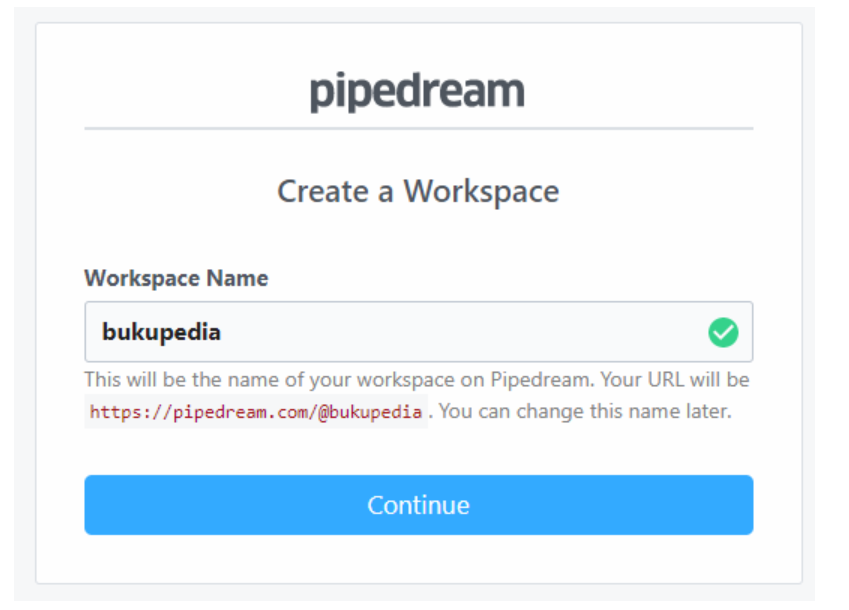 pipedream
Create a Workspace
Workspace Name
bukupedia
This will be the name of your workspace on Pipedream. Your URL will be
https://pipedream.com/@bukupedia. You can change this name later.
Continue